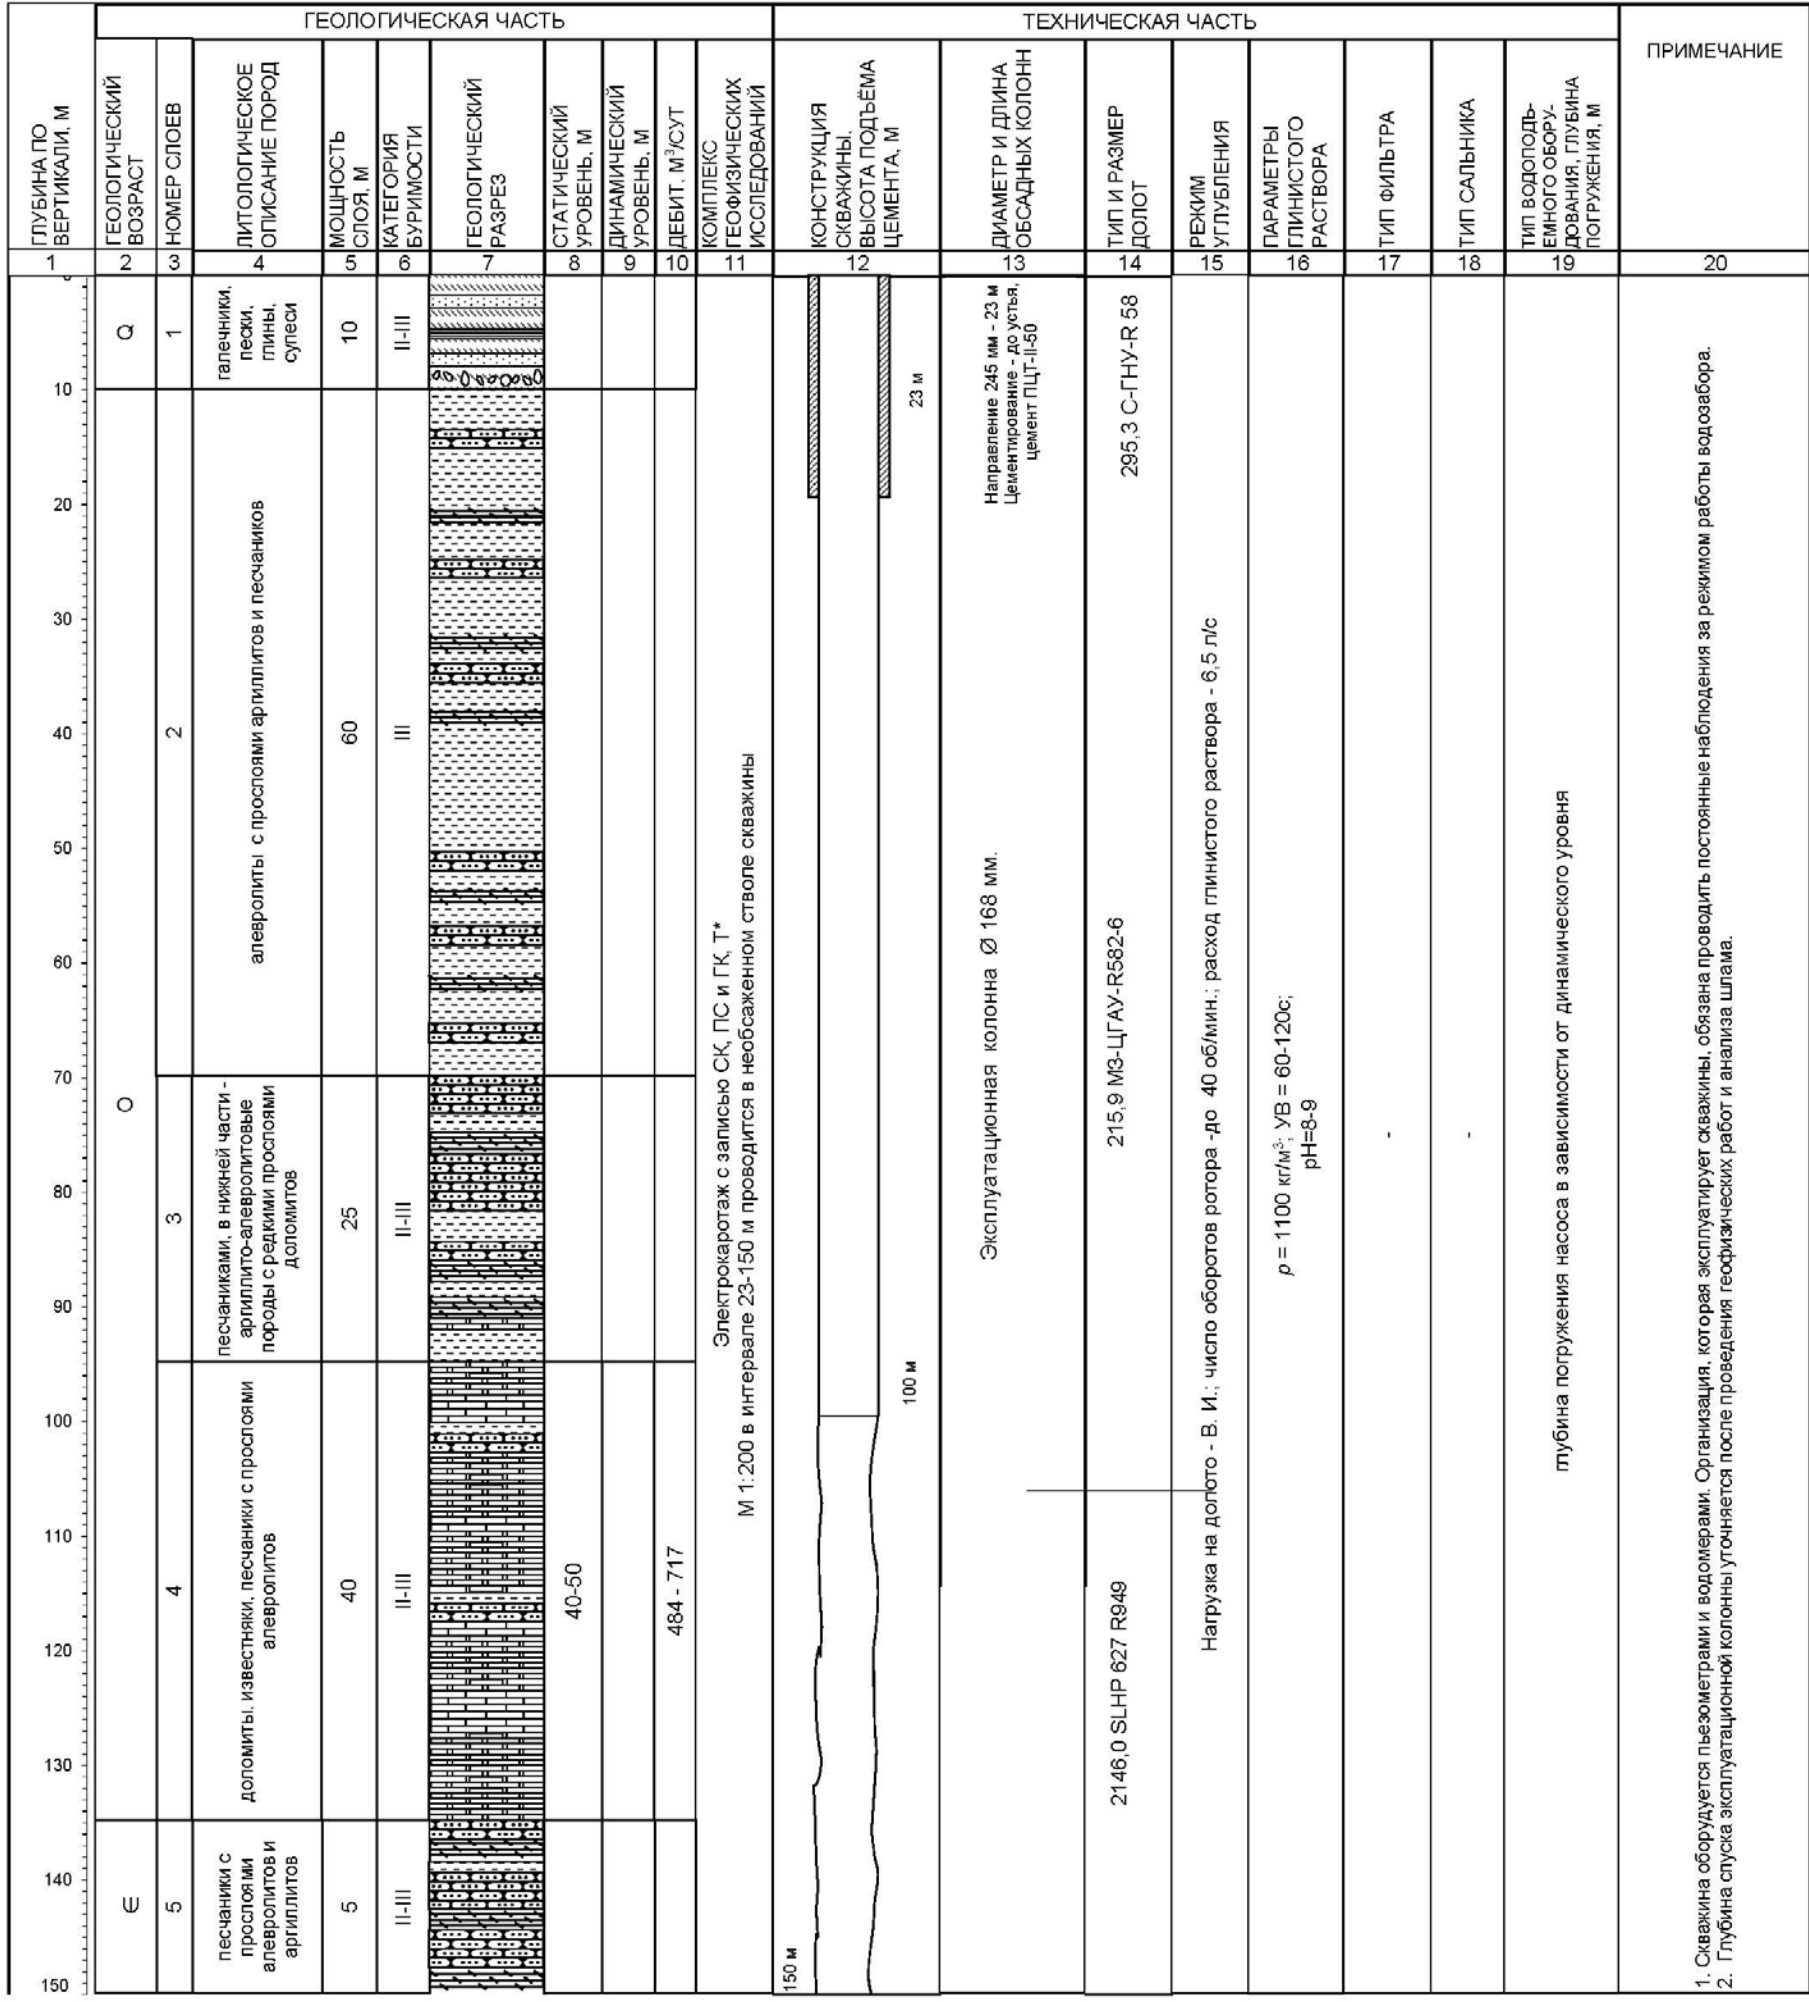 ГЕОЛОГИЧЕСКАЯ ЧАСТЬ
ТЕХНИЧЕСКАЯ ЧАСТЬ
ПРИМЕЧАНИЕ
ГЛУБИНА ПО
ВЕРТИКАЛИ, М
ГЕОЛОГИЧЕСКИЙ
ВОЗРАСТ
НОМЕР СЛОЕВ
ЛИТОЛОГИЧЕСКОЕ
ОПИСАНИЕ ПОРОД
МОЩНОСТЬ
СЛОЯ, М
КАТЕГОРИЯ
БУРИМОСТИ
ГЕОЛОГИЧЕСКИЙ
РАЗРЕЗ
СТАТИЧЕСКИЙ
УРОВЕНЬ, М
ДИНАМИЧЕСКИЙ
УРОВЕНЬ, М
ДЕБИТ, М³/СУТ
КОМПЛЕКС
ГЕОФИЗИЧЕСКИХ
ИССЛЕДОВАНИЙ
КОНСТРУКЦИЯ
СКВАЖИНЫ.
ВЫСОТА ПОДЪЁМА
ЦЕМЕНТА, М
ДИАМЕТР И ДЛИНА
ОБСАДНЫХ КОЛОНН
ТИП И РАЗМЕР
ДОЛОТ
РЕЖИМ
УГЛУБЛЕНИЯ
ПАРАМЕТРЫ
ГЛИНИСТОГО
РАСТВОРА
ТИП ФИЛЬТРА
ТИП САЛЬНИКА
ТИП ВОДОПОДЬ-
ЕМНОГО ОБОРУ-
ДОВАНИЯ, ГЛУБИНА
ПОГРУЖЕНИЯ, М
1 2 3 4 5 6 7 8 9 10 11 12 13 14 15 16 17 18 19 20
0
10
20
30
40
50
60
70
80
90
100
110
120
130
140
150
Q
O
Є
1
галечники,
пески,
глины,
супеси
10
II-III
2
алевролиты с прослоями аргиллитов и песчаников
60
III
3
песчаниками, в нижней части -
аргиллито-алевролитовые
породы с редкими прослоями
доломитов
25
II-III
4
доломиты, известняки, песчаники с прослоями
алевролитов
40
II-III
40-50
484 - 717
5
песчаники с
прослоями
алевролитов и
аргиллитов
5
II-III
Электрокаротаж с записью СК, ПС и ГК, Т*
М 1:200 в интервале 23-150 м проводится в необсаженном стволе скважины
23 м
100 м
150 м
Направление 245 мм - 23 м
Цементирование - до устья,
цемент ПЦТ-II-50
Эксплуатационная колонна Ø 168 мм.
295,3 С-ГНУ-R 58
215,9 МЗ-ЦГАУ-R582-6
2146,0 SLHP 627 R949
Нагрузка на долото - В. И.; число оборотов ротора -до 40 об/мин.; расход глинистого раствора - 6,5 л/с
p = 1100 кг/м³; УВ = 60-120с;
pH=8-9
-
-
глубина погружения насоса в зависимости от динамического уровня
1. Скважина оборудуется пьезометрами и водомерами. Организация, которая эксплуатирует скважины, обязана проводить постоянные наблюдения за режимом работы водозабора.
2. Глубина спуска эксплуатационной колонны уточняется после проведения геофизических работ и анализа шлама.